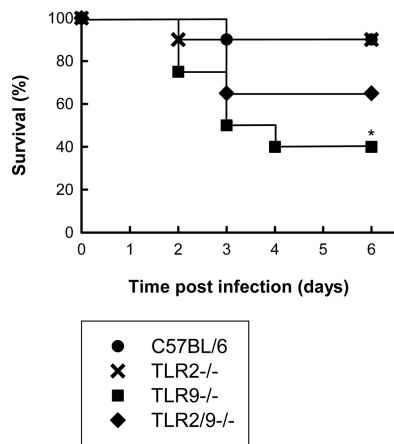 100
80
60
40
20
0
Survival (%)
*
0 1 2 3 4 5 6
Time post infection (days)
C57BL/6
TLR2-/-
TLR9-/-
TLR2/9-/-